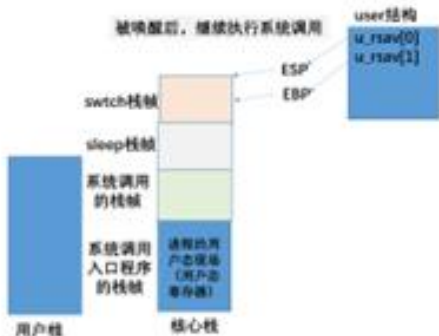 被唤醒后，继续执行系统调用
user结构
u_rsav[0]
u_rsav[1]
ESP
EBP
swtch栈帧
sleep栈帧
系统调用
的栈帧
系统调用
入口程序
的栈帧
进程的用
户态现场
（用户态
寄存器）
用户栈
核心栈